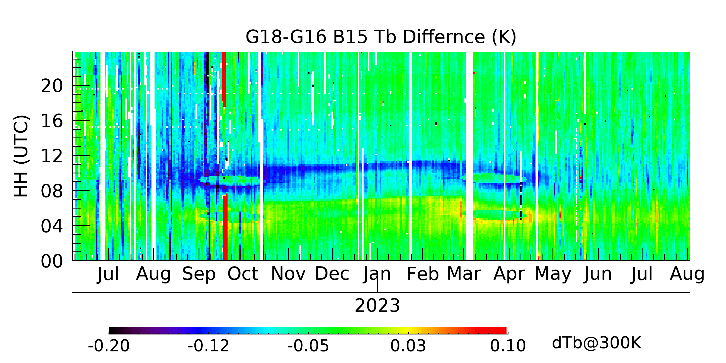 G18-G16 B15 Tb Differnce (K)
HH (UTC)
20
16
12
08
04
00
Jul Aug Sep Oct Nov Dec Jan Feb Mar Apr May Jun Jul Aug
2023
-0.20 -0.12 -0.05 0.03 0.10 dTb@300K